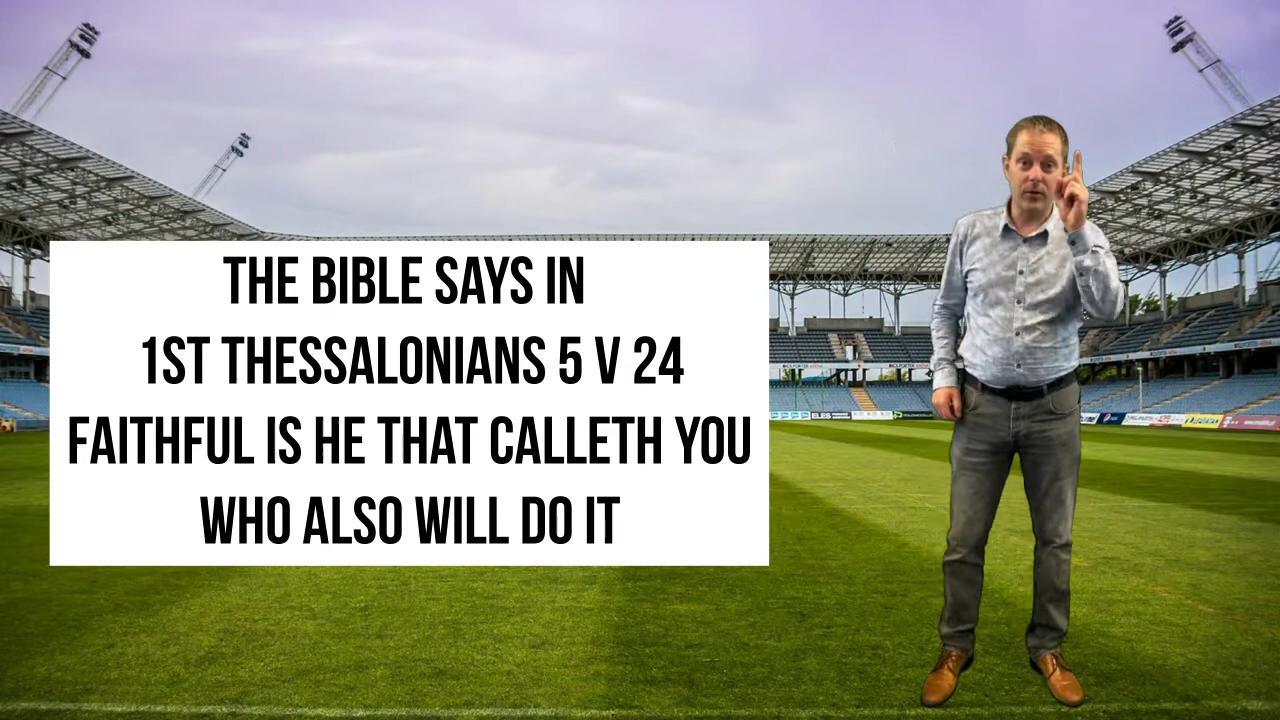 THE BIBLE SAYS IN
1ST THESSALONIANS 5 V 24
FAITHFUL IS HE THAT CALLETH YOU
WHO ALSO WILL DO IT